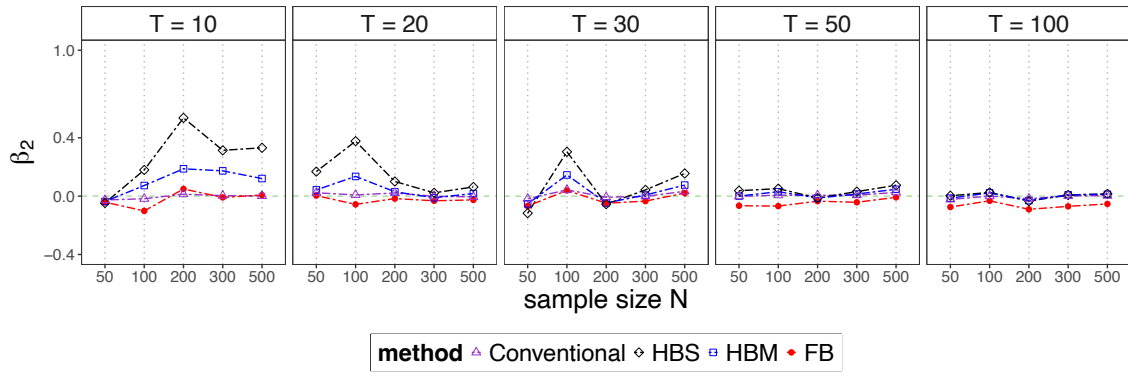 T = 10 T = 20 T = 30 T = 50 T = 100
β2
1.0
0.4
0.0
−0.4
50 100 200 300 500 50 100 200 300 500 50 100 200 300 500 50 100 200 300 500 50 100 200 300 500
sample size N
method Conventional HBS HBM FB